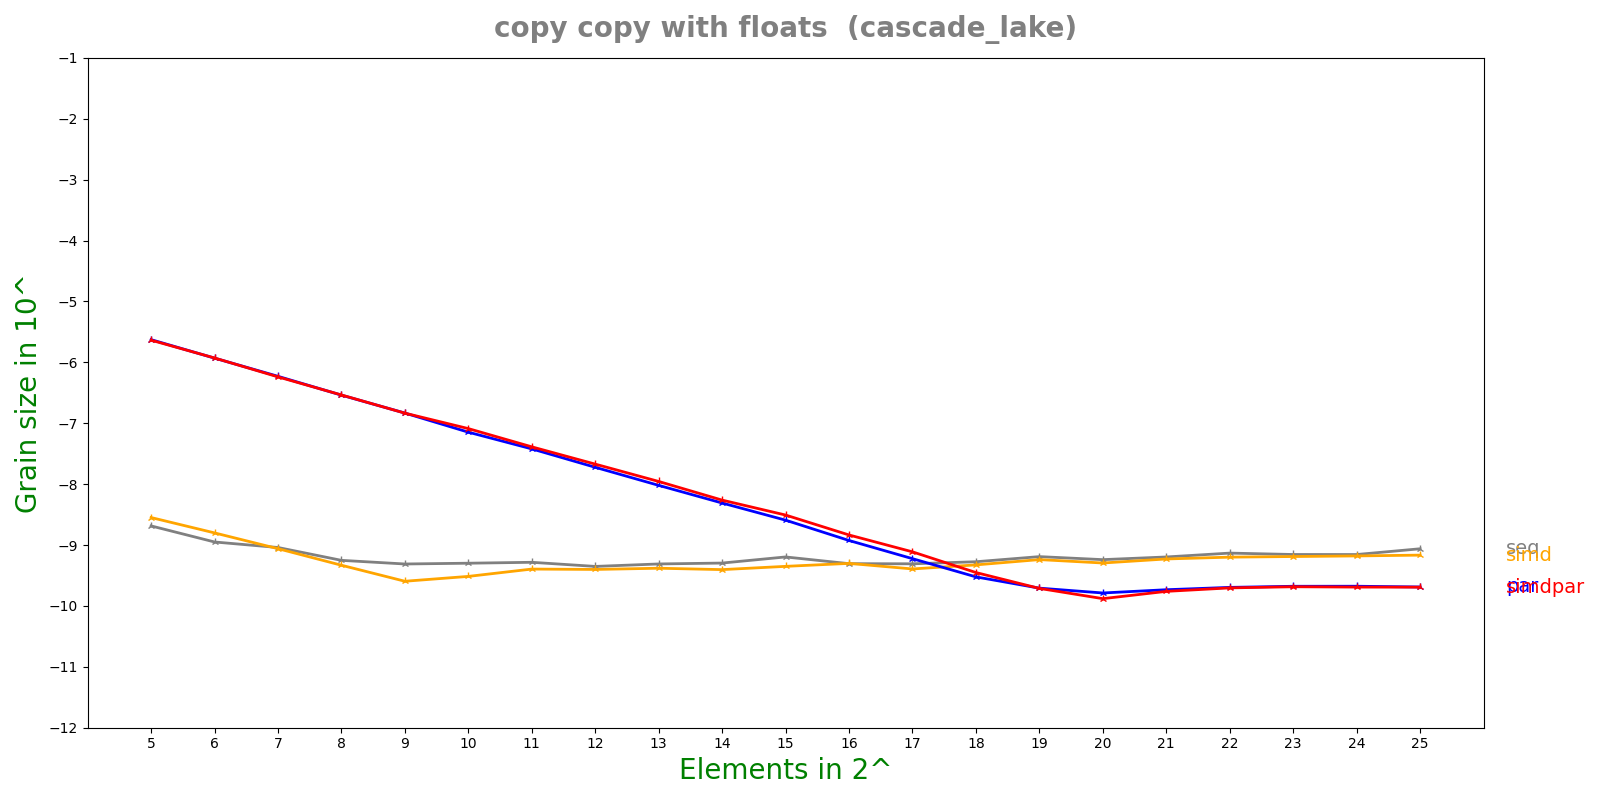 copy copy with floats (cascade_lake)
Grain size in 10^
−1
−2
−3
−4
−5
−6
−7
−8
−9
−10
−11
−12
seq
simd
par
simdpar
5 6 7 8 9 10 11 12 13 14 15 16 17 18 19 20 21 22 23 24 25
Elements in 2^